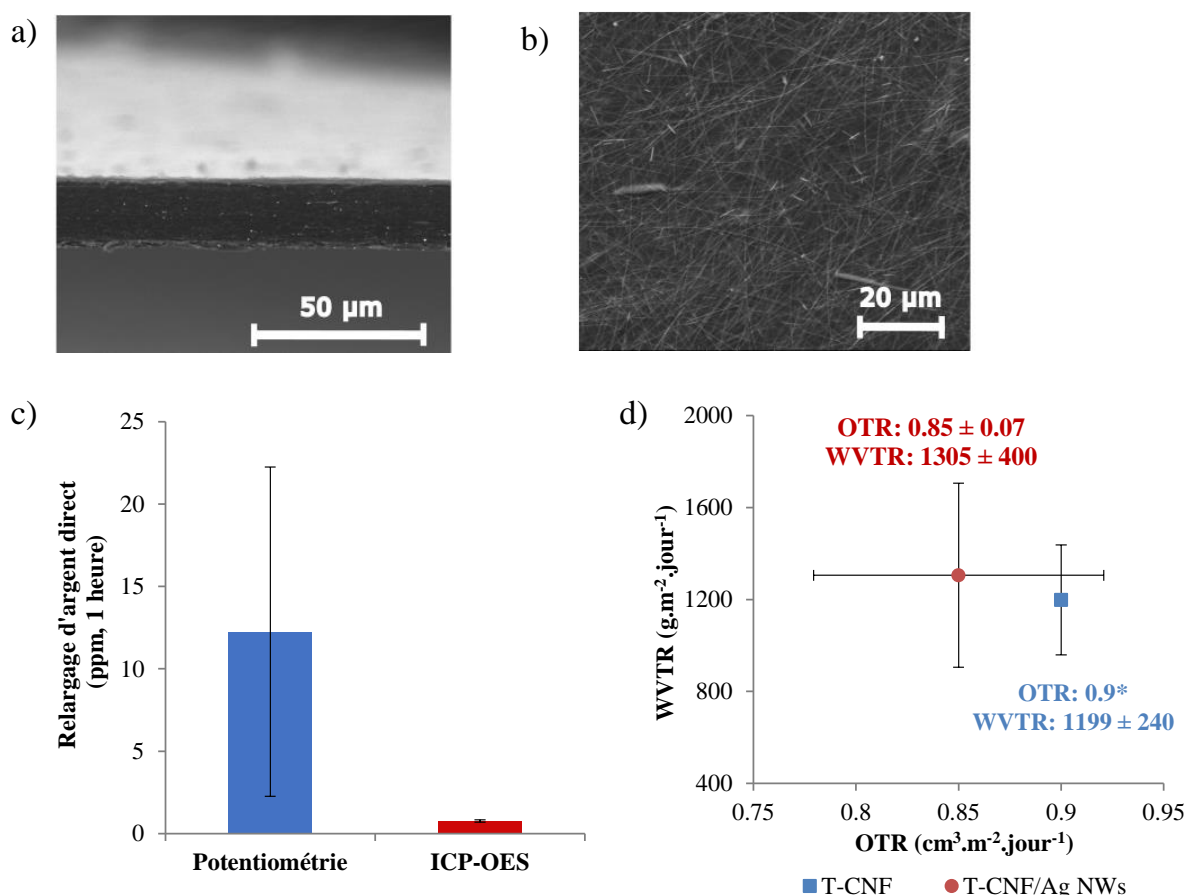 a)
50 µm
b)
20 µm
c)
Relargage d'argent direct
(ppm, 1 heure)
25
20
15
10
5
0
Potentiométrie
ICP-OES
d)
WVTR (g.m-2.jour-1)
2000
1600
1200
800
400
OTR: 0.85 ± 0.07
WVTR: 1305 ± 400
OTR: 0.9*
WVTR: 1199 ± 240
0.75
0.8
0.85
0.9
0.95
OTR (cm3.m-2.jour-1)
T-CNF
T-CNF/Ag NWs